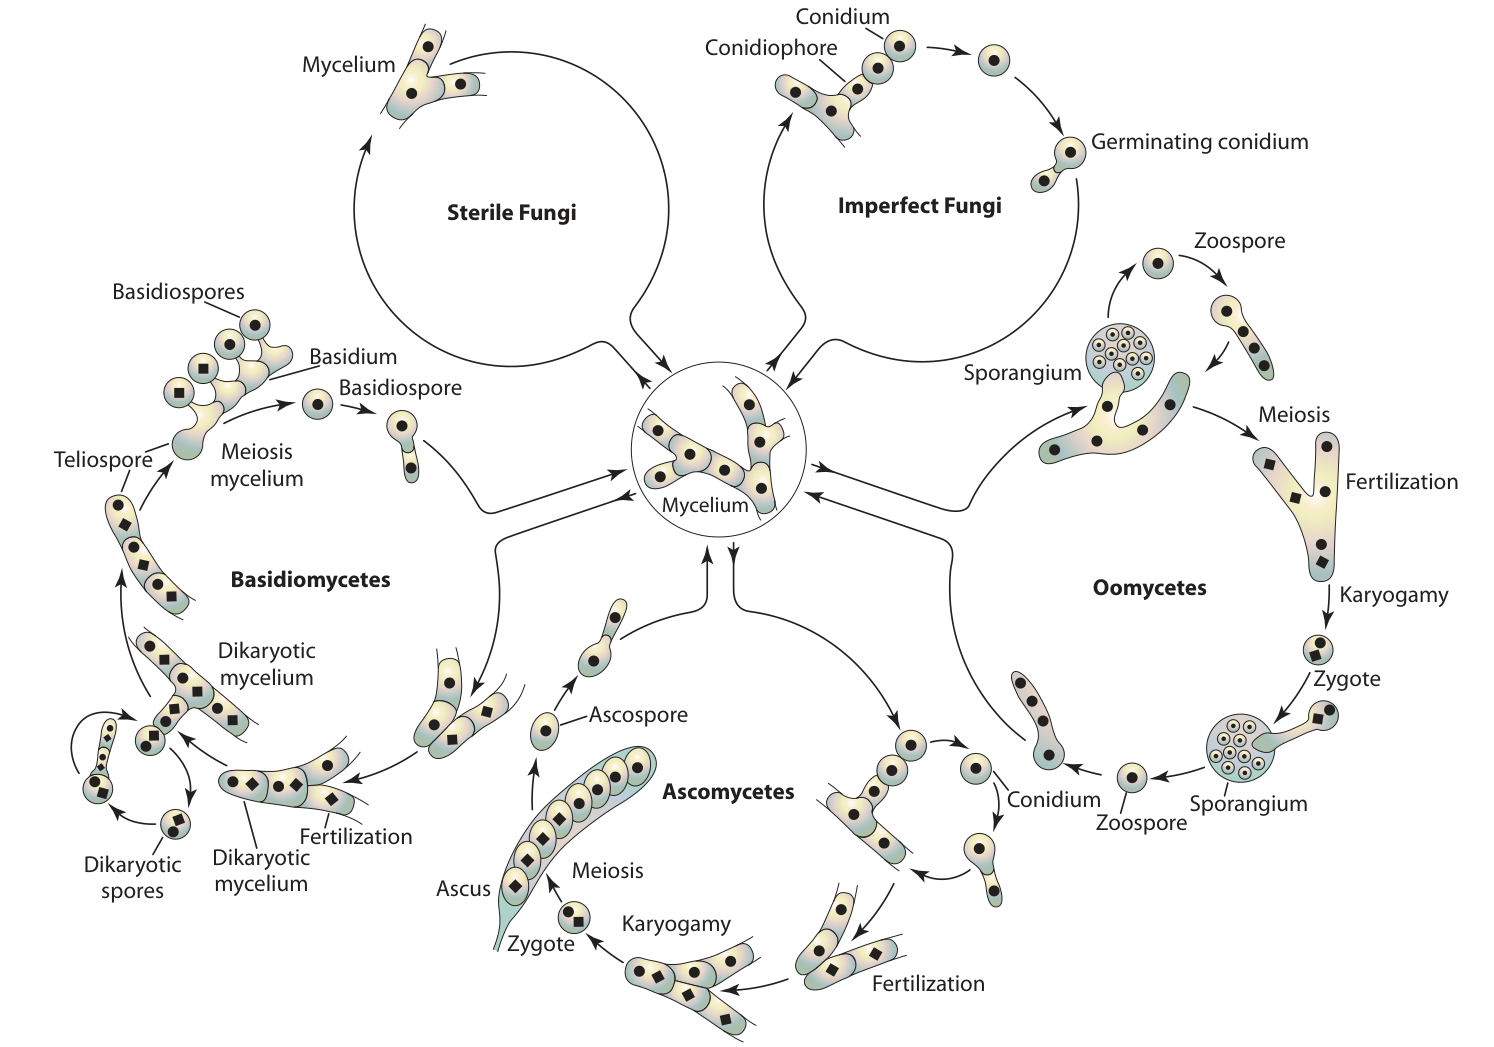 Conidium
Conidiophore
Mycelium
Germinating conidium
Sterile Fungi
Imperfect Fungi
Zoospore
Basidiospores
Basidium
Basidiospore
Sporangium
Meiosis
Teliospore
Meiosis
mycelium
Fertilization
Mycelium
Basidiomycetes
Oomycetes
Karyogamy
Dikaryotic
mycelium
Zygote
Ascospore
Ascomycetes
Conidium
Sporangium
Zoospore
Fertilization
Dikaryotic
spores
Dikaryotic
mycelium
Meiosis
Ascus
Karyogamy
Zygote
Fertilization